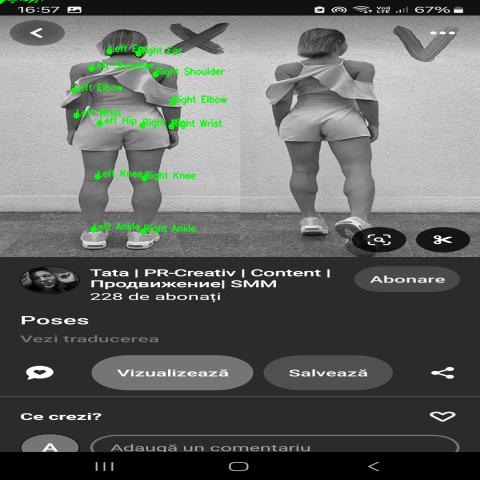 16:57
67%
Left Ear
Right Ear
Left Shoulder
Right Shoulder
Left Elbow
Right Elbow
Left Wrist
Right Wrist
Left Hip
Right Hip
Left Knee
Right Knee
Left Ankle
Right Ankle
Tata | PR-Creativ | Content |
Продвижение| SMM
228 de abonați
Abonare
Poses
Vezi traducerea
Vizualizează
Salvează
Ce crezi?
A
Adaugă un comentariu